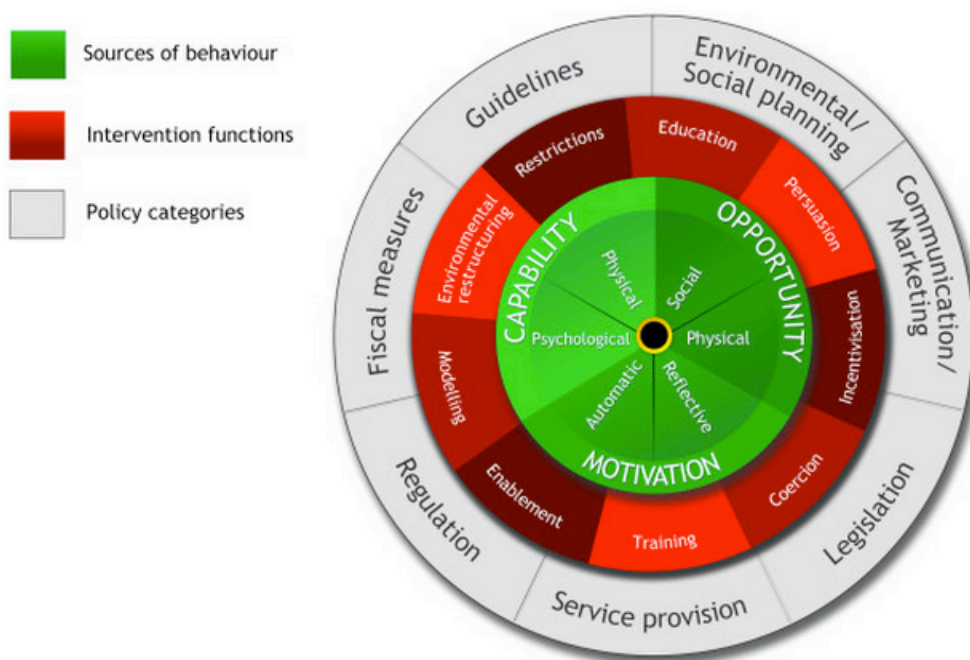 Sources of behaviour
Intervention functions
Policy categories
Guidelines
Environmental/
Social planning
Communication/
Marketing
Legislation
Service provision
Regulation
Fiscal measures
Restrictions
Education
Persuasion
Incentivisation
Coercion
Training
Enablement
Modelling
Environmental
restructuring
CAPABILITY
OPPORTUNITY
MOTIVATION
Physical
Social
Psychological
Physical
Automatic
Reflective